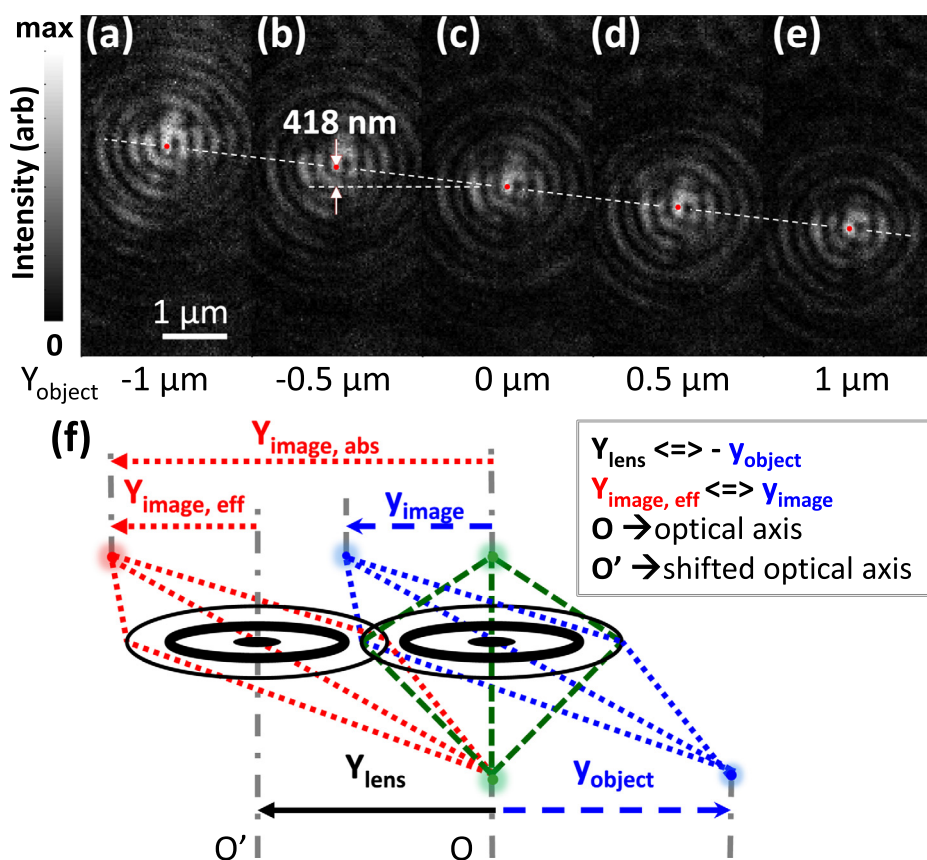 max
(a) (b) (c) (d) (e)
Intensity (arb)
418 nm
1 µm
0
Yobject -1 µm -0.5 µm 0 µm 0.5 µm 1 µm
(f)
Yimage, abs
Yimage, eff
yimage
Ylens <=> - yobject
Yimage, eff <=> yimage
O → optical axis
O' → shifted optical axis
Ylens
yobject
O'
O